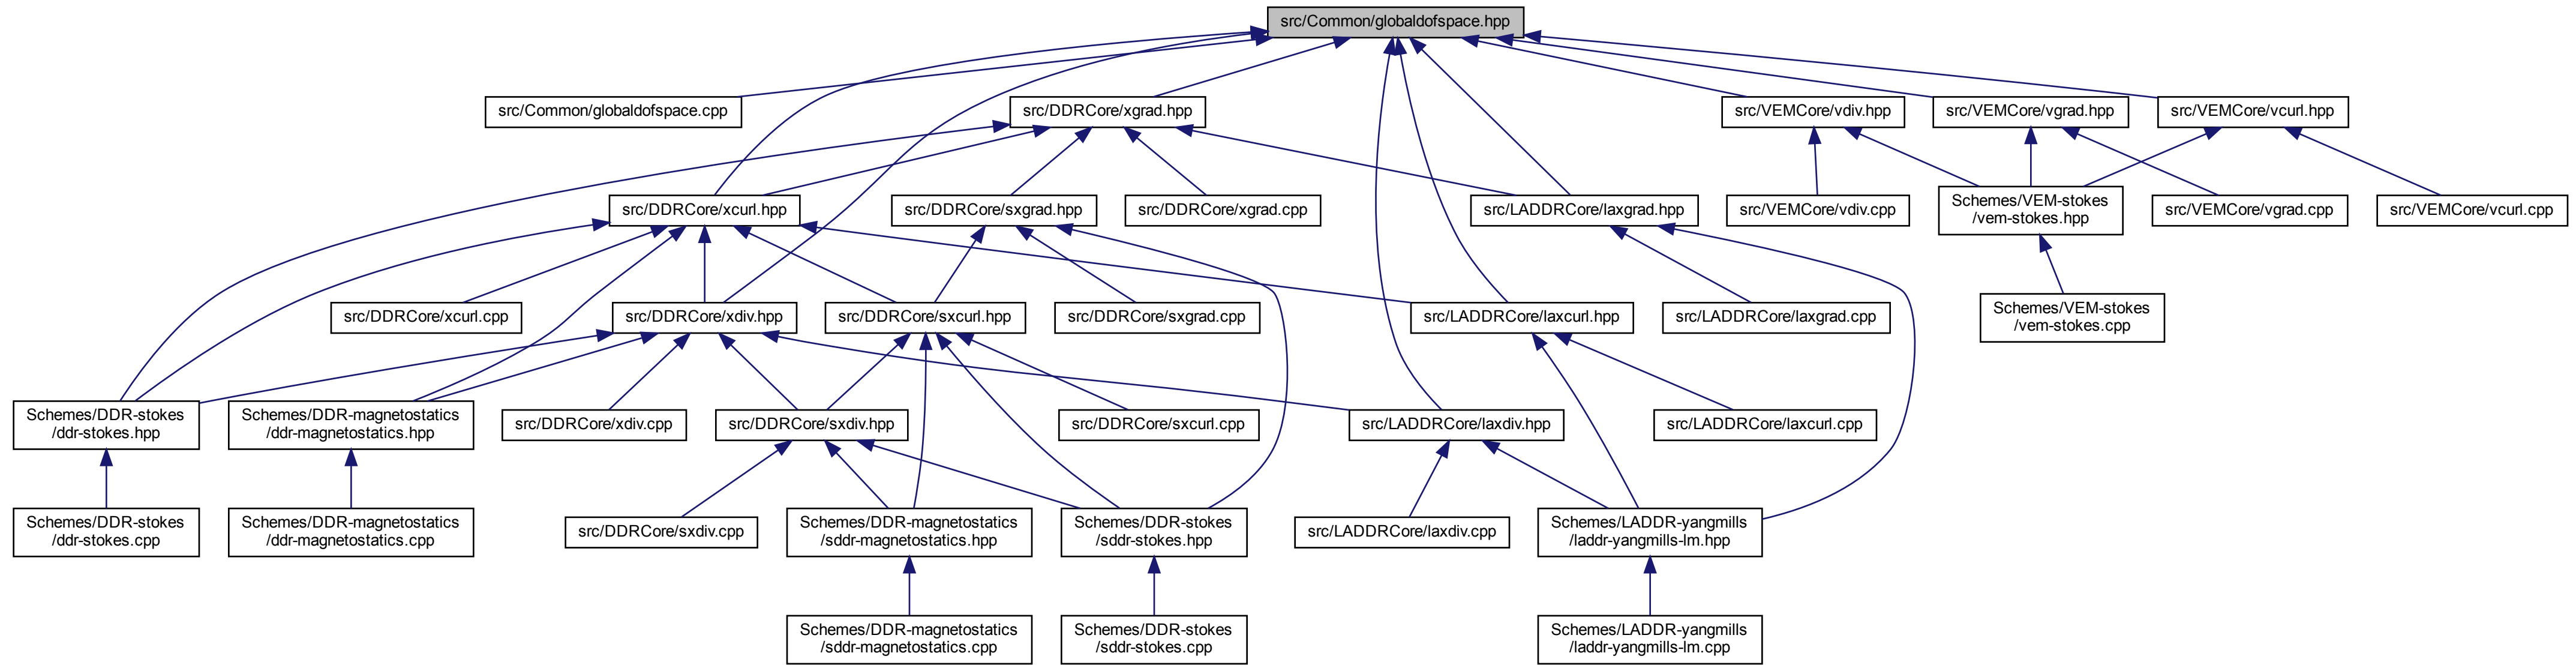 src/Common/globaldofspace.hpp
src/Common/globaldofspace.cpp
src/DDRCore/xgrad.hpp
src/VEMCore/vdiv.hpp
src/VEMCore/vgrad.hpp
src/VEMCore/vcurl.hpp
src/DDRCore/xcurl.hpp
src/DDRCore/sxgrad.hpp
src/DDRCore/xgrad.cpp
src/LADDRCore/laxgrad.hpp
src/VEMCore/vdiv.cpp
Schemes/VEM-stokes
/vem-stokes.hpp
src/VEMCore/vgrad.cpp
src/VEMCore/vcurl.cpp
src/DDRCore/xcurl.cpp
src/DDRCore/xdiv.hpp
src/DDRCore/sxcurl.hpp
src/DDRCore/sxgrad.cpp
src/LADDRCore/laxcurl.hpp
src/LADDRCore/laxgrad.cpp
Schemes/VEM-stokes
/vem-stokes.cpp
Schemes/DDR-stokes
/ddr-stokes.hpp
Schemes/DDR-magnetostatics
/ddr-magnetostatics.hpp
src/DDRCore/xdiv.cpp
src/DDRCore/sxdiv.hpp
src/DDRCore/sxcurl.cpp
src/LADDRCore/laxdiv.hpp
src/LADDRCore/laxcurl.cpp
Schemes/DDR-stokes
/ddr-stokes.cpp
Schemes/DDR-magnetostatics
/ddr-magnetostatics.cpp
src/DDRCore/sxdiv.cpp
Schemes/DDR-magnetostatics
/sddr-magnetostatics.hpp
Schemes/DDR-stokes
/sddr-stokes.hpp
src/LADDRCore/laxdiv.cpp
Schemes/LADDR-yangmills
/laddr-yangmills-lm.hpp
Schemes/DDR-magnetostatics
/sddr-magnetostatics.cpp
Schemes/DDR-stokes
/sddr-stokes.cpp
Schemes/LADDR-yangmills
/laddr-yangmills-lm.cpp